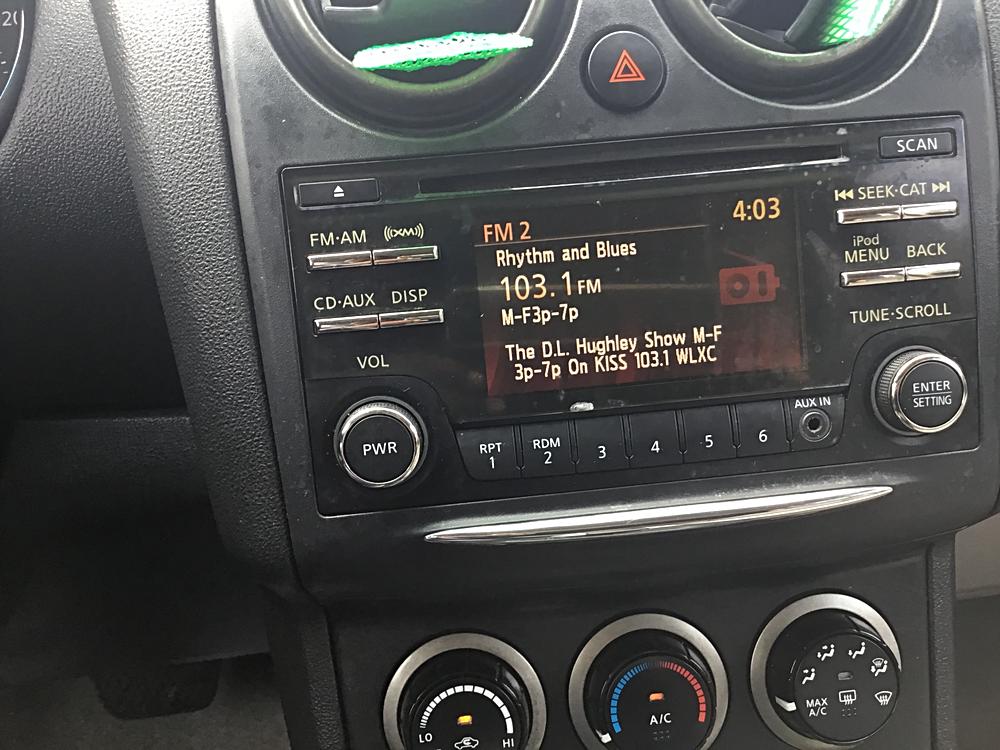 20
SCAN
SEEK·CAT
FM·AM
((XM))
4:03
FM 2
Rhythm and Blues
iPod
MENU
BACK
103.1 FM
CD·AUX
DISP
M-F3p-7p
TUNE·SCROLL
The D.L. Hughley Show M-F
3p-7p On KISS 103.1 WLXC
VOL
ENTER
SETTING
AUX IN
PWR
RPT
1
RDM
2
3
4
5
6
MAX
A/C
A/C
LO
HI